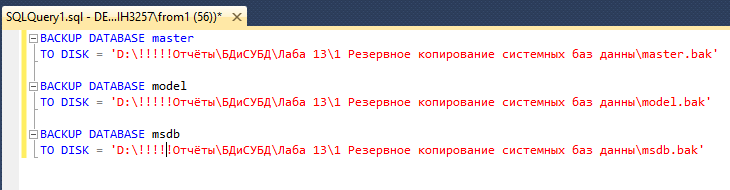 SQLQuery1.sql - DE...IH3257\from1 (56))*
BACKUP DATABASE master
TO DISK = 'D:\!!!!!Отчёты\БДиСУБД\Лаба 13\1 Резервное копирование системных баз данны\master.bak'
BACKUP DATABASE model
TO DISK = 'D:\!!!!!Отчёты\БДиСУБД\Лаба 13\1 Резервное копирование системных баз данны\model.bak'
BACKUP DATABASE msdb
TO DISK = 'D:\!!!!!Отчёты\БДиСУБД\Лаба 13\1 Резервное копирование системных баз данны\msdb.bak'